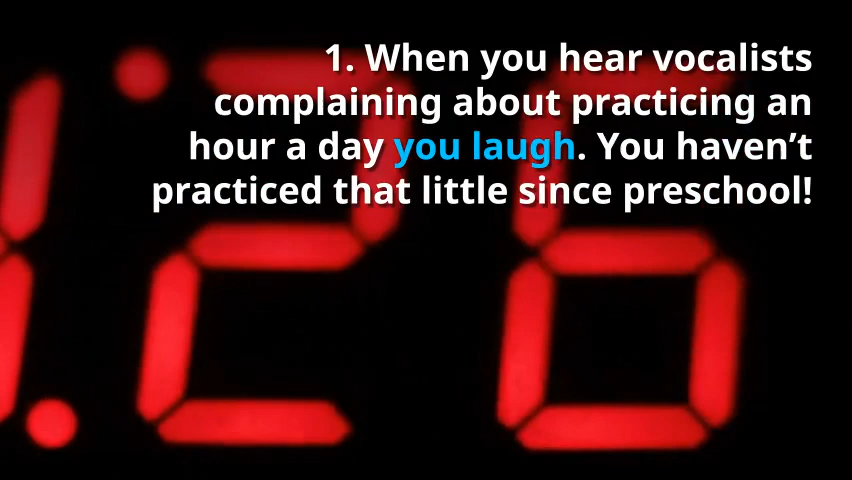 1. When you hear vocalists
complaining about practicing an
hour a day you laugh. You haven’t
practiced that little since preschool!